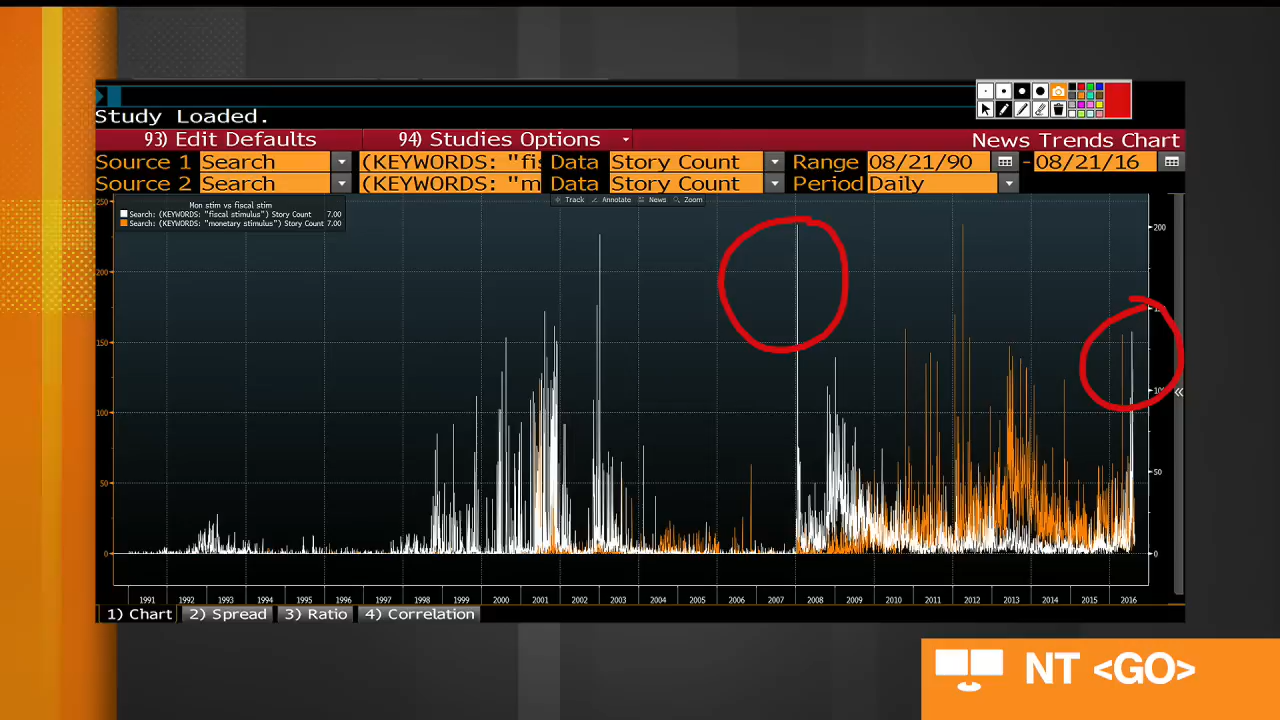 Study Loaded.
93) Edit Defaults 94) Studies Options News Trends Chart
Source 1 Search (KEYWORDS: "fis Data Story Count Range 08/21/90 - 08/21/16
Source 2 Search (KEYWORDS: "m Data Story Count Period Daily
Track Annotate News Zoom
Mon stim vs fiscal stim
Search: (KEYWORDS: "fiscal stimulus") Story Count 7.00
Search: (KEYWORDS: "monetary stimulus") Story Count 7.00
250
200
200
150
150
100
100
50
50
0
0
1991 1992 1993 1994 1995 1996 1997 1998 1999 2000 2001 2002 2003 2004 2005 2006 2007 2008 2009 2010 2011 2012 2013 2014 2015 2016
1) Chart 2) Spread 3) Ratio 4) Correlation
NT <GO>